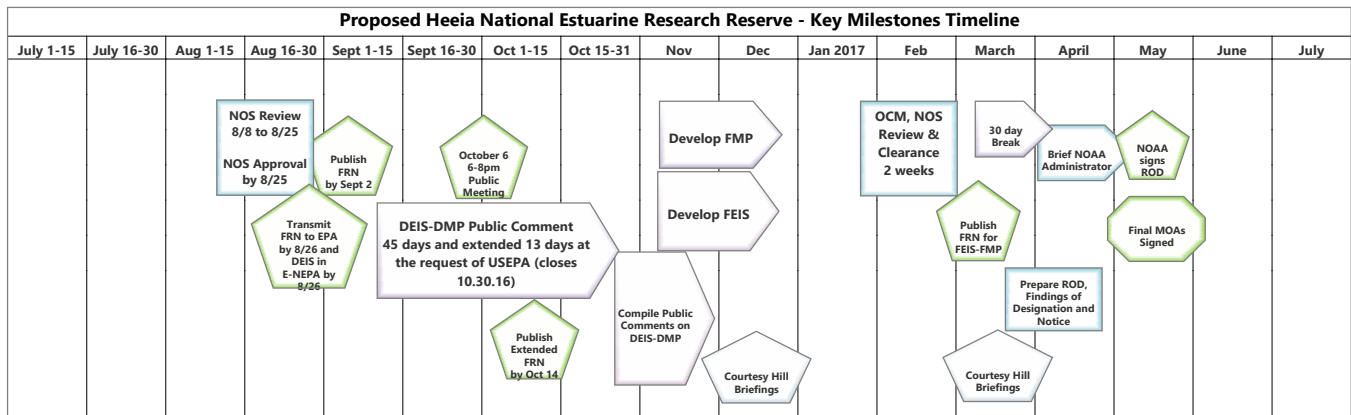 Proposed Heeia National Estuarine Research Reserve - Key Milestones Timeline
July 1-15 July 16-30 Aug 1-15 Aug 16-30 Sept 1-15 Sept 16-30 Oct 1-15 Oct 15-31 Nov Dec Jan 2017 Feb March April May June July
NOS Review
8/8 to 8/25
NOS Approval
by 8/25
Publish
FRN
by Sept 2
October 6
6-8pm
Public
Meeting
Develop FMP
OCM, NOS
Review &
Clearance
2 weeks
30 day
Break
Brief NOAA
Administrator
NOAA
signs
ROD
Transmit
FRN to EPA
by 8/26 and
DEIS in
E-NEPA by
8/26
DEIS-DMP Public Comment
45 days and extended 13 days at
the request of USEPA (closes
10.30.16)
Develop FEIS
Publish
FRN for
FEIS-FMP
Final MOAs
Signed
Publish
Extended
FRN
by Oct 14
Compile Public
Comments on
DEIS-DMP
Courtesy Hill
Briefings
Prepare ROD,
Findings of
Designation and
Notice
Courtesy Hill
Briefings